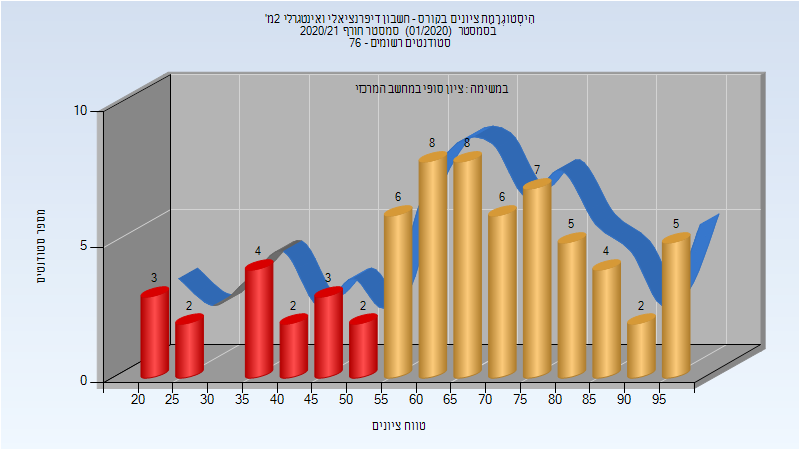 הִיסְטוֹגְרָמַת ציונים בקורס - חשבון דיפרנציאלי ואינטגרלי 2מ'
בסמסטר (01/2020) סמסטר חורף 2020/21
סטודנטים רשומים - 76
במשימה : ציון סופי במחשב המרכזי
מספר סטודנטים
10
5
0
3
2
4
2
3
2
6
8
8
6
7
5
4
2
5
20 25 30 35 40 45 50 55 60 65 70 75 80 85 90 95
טווח ציונים